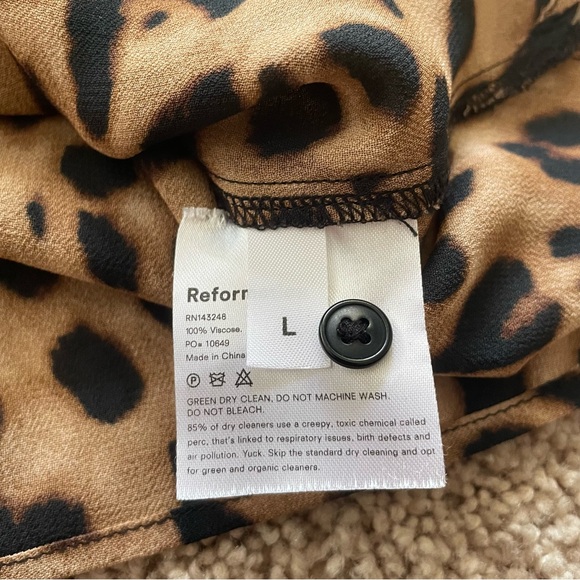 Refor
RN143248
100% Viscose.
PO# 10649
Made in China
L
GREEN DRY CLEAN, DO NOT MACHINE WASH.
DO NOT BLEACH.
85% of dry cleaners use a creepy, toxic chemical called
perc, that's linked to respiratory issues, birth defects and
air pollution. Yuck. Skip the standard dry cleaning and opt
for green and organic cleaners.